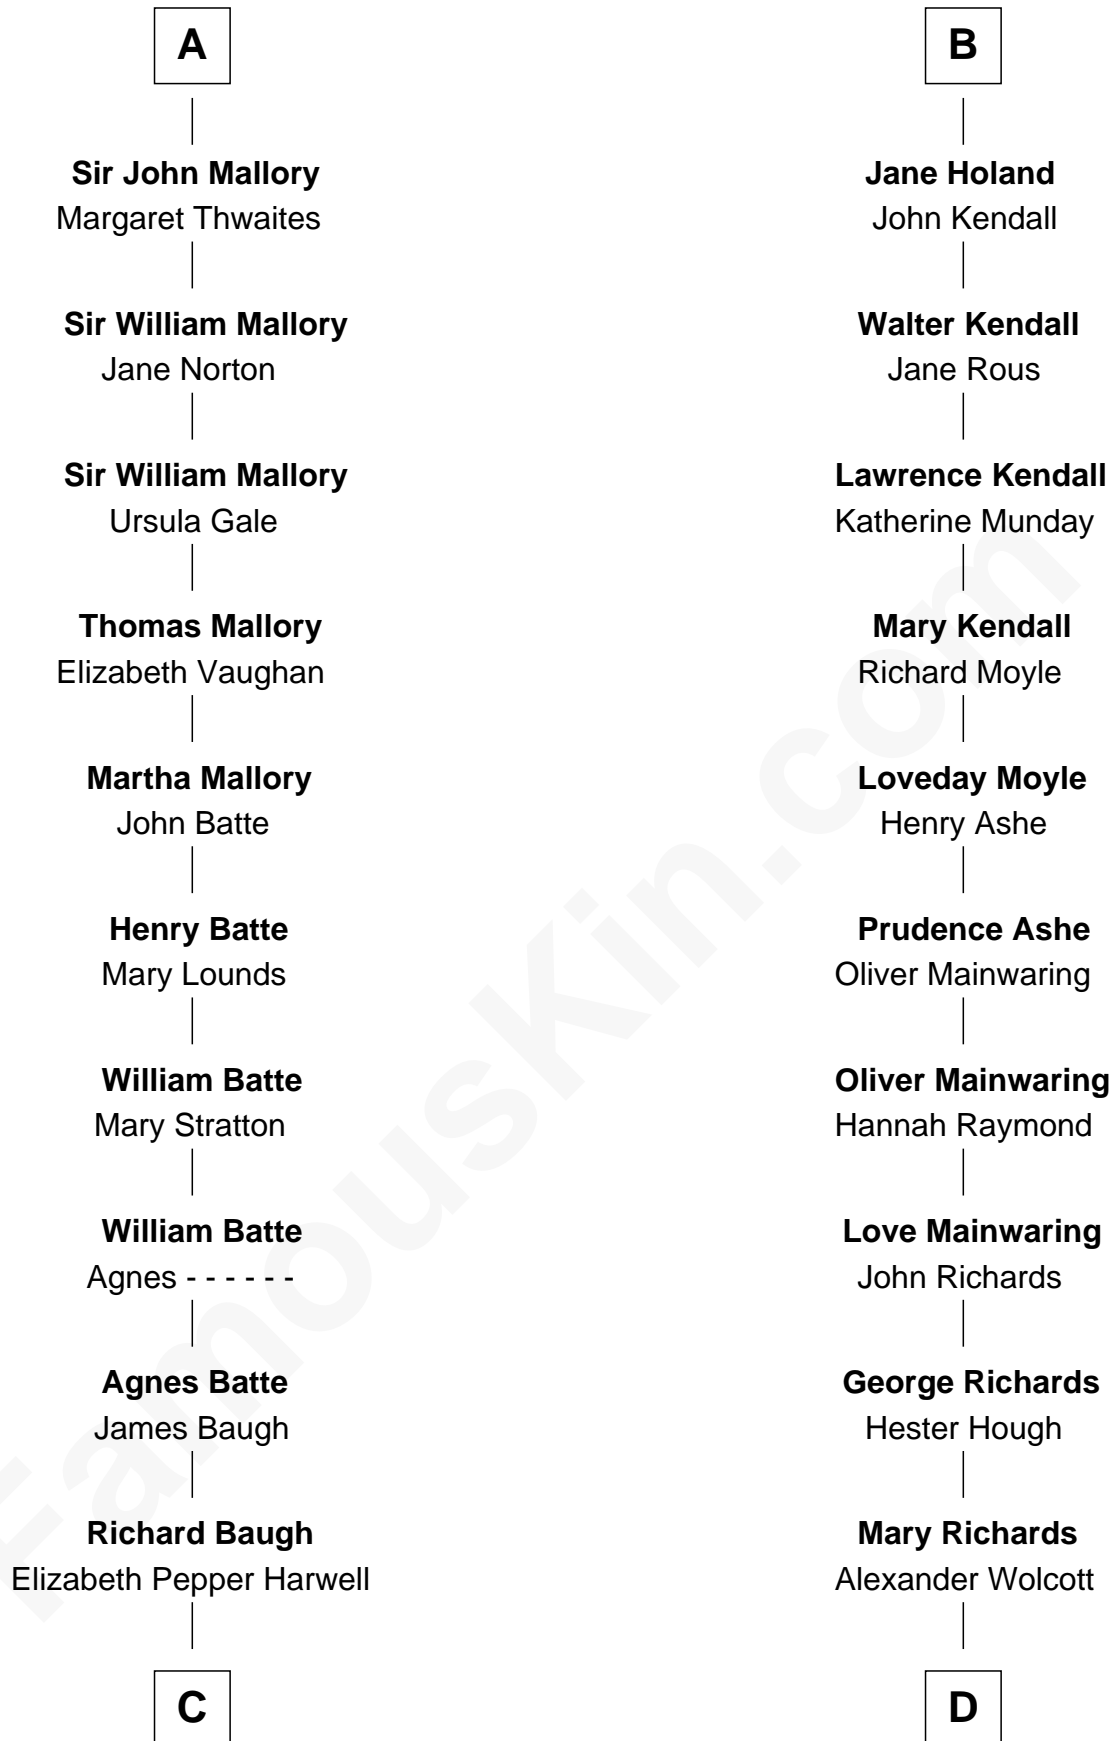 A
Sir John Mallory
Margaret Thwaites
Sir William Mallory
Jane Norton
Sir William Mallory
Ursula Gale
Thomas Mallory
Elizabeth Vaughan
Martha Mallory
John Batte
Henry Batte
Mary Lounds
William Batte
Mary Stratton
William Batte
Agnes - - - - - -
Agnes Batte
James Baugh
Richard Baugh
Elizabeth Pepper Harwell
C
B
Jane Holand
John Kendall
Walter Kendall
Jane Rous
Lawrence Kendall
Katherine Munday
Mary Kendall
Richard Moyle
Loveday Moyle
Henry Ashe
Prudence Ashe
Oliver Mainwaring
Oliver Mainwaring
Hannah Raymond
Love Mainwaring
John Richards
George Richards
Hester Hough
Mary Richards
Alexander Wolcott
D
FamousKin.com